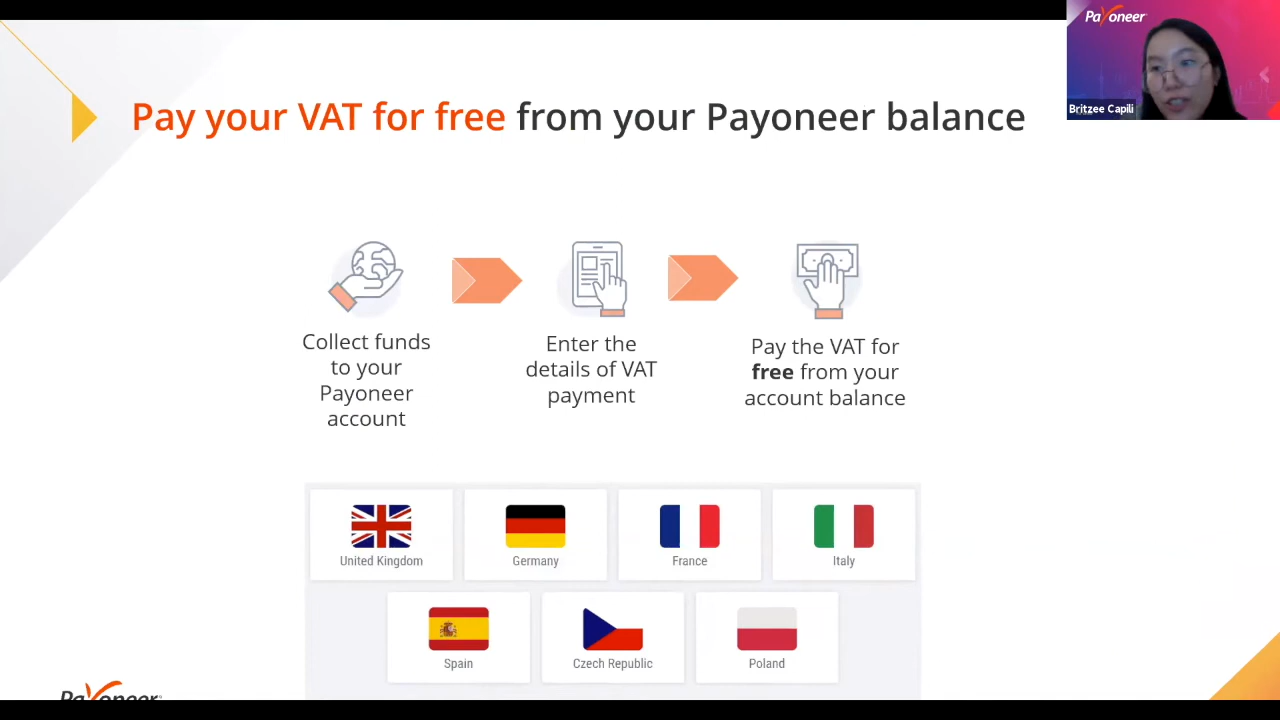 Payoneer
Britzee Capili
Pay your VAT for free from your Payoneer balance
Collect funds
to your
Payoneer
account
Enter the
details of VAT
payment
Pay the VAT for
free from your
account balance
United Kingdom
Germany
France
Italy
Spain
Czech Republic
Poland
Payoneer